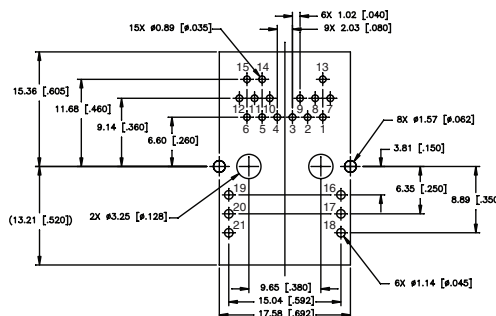 6X 1.02 [.040]
15X ø0.89 [ø.035]
9X 2.03 [.080]
15 14 13
15.36 [.605]
11.68 [.460]
12 11 10 9 8 7
9.14 [.360]
6 5 4 3 2 1
6.60 [.260]
8X ø1.57 [ø.062]
3.81 [.150]
19 16
6.35 [.250]
8.89 [.350
(13.21 [.520])
2X ø3.25 [ø.128]
20 17
21 18
9.65 [.380]
6X ø1.14 [ø.045]
15.04 [.592]
17.58 [.692]